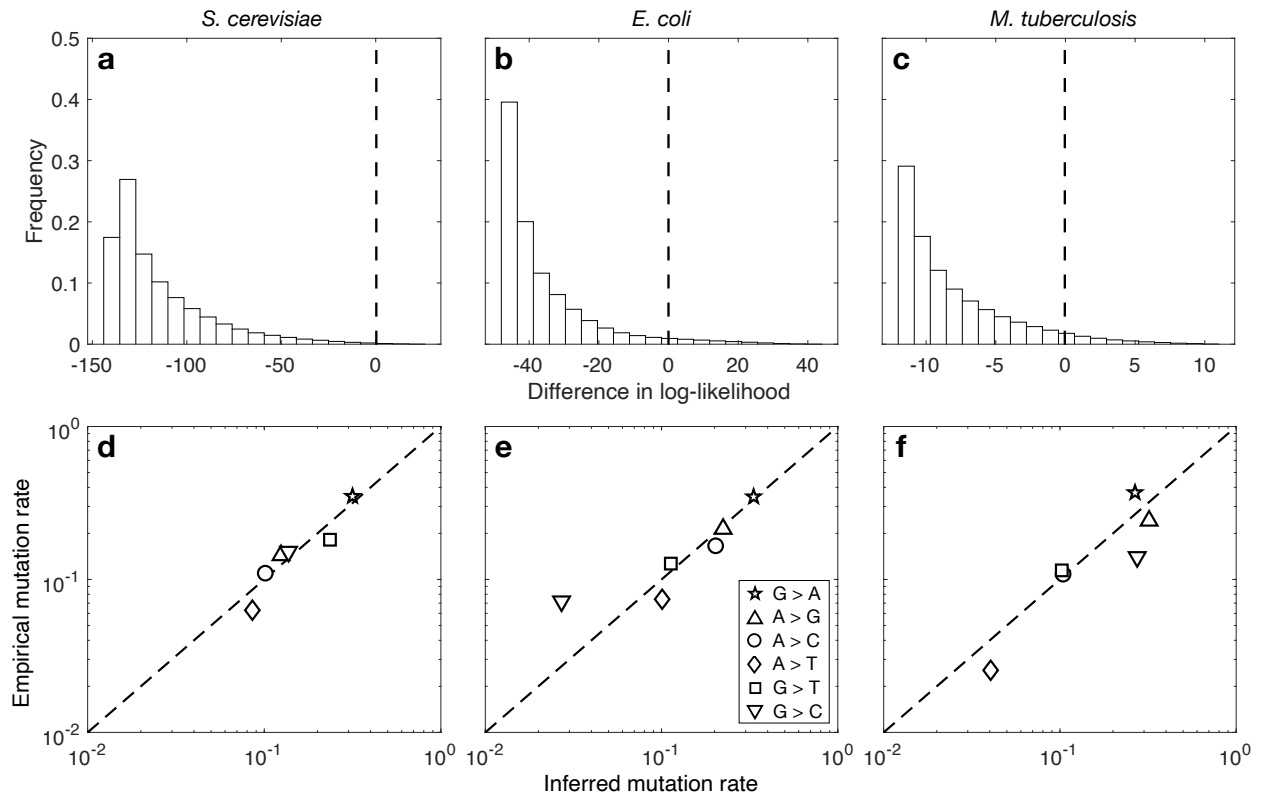 S. cerevisiae
E. coli
M. tuberculosis
a
b
c
0.5
0.4
0.3
0.2
0.1
0
Frequency
-150 -100 -50 0
-40 -20 0 20 40
-10 -5 0 5 10
Difference in log-likelihood
d
e
f
10^0
10^-1
10^-2
Empirical mutation rate
G > A
A > G
A > C
A > T
G > T
G > C
10^-2 10^-1 10^0
10^-2 10^-1 10^0
10^-2 10^-1 10^0
Inferred mutation rate